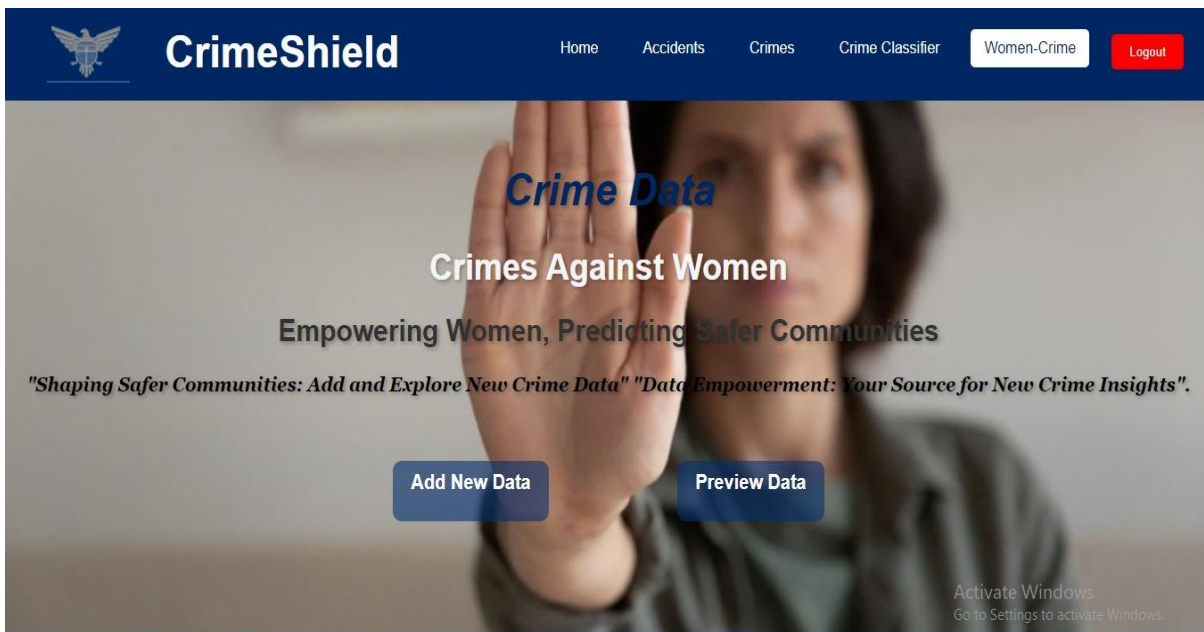 CrimeShield
Home Accidents Crimes Crime Classifier Women-Crime Logout
Crime Data
Crimes Against Women
Empowering Women, Predicting Safer Communities
"Shaping Safer Communities: Add and Explore New Crime Data" "Data Empowerment: Your Source for New Crime Insights".
Add New Data Preview Data
Activate Windows
Go to Settings to activate Windows.